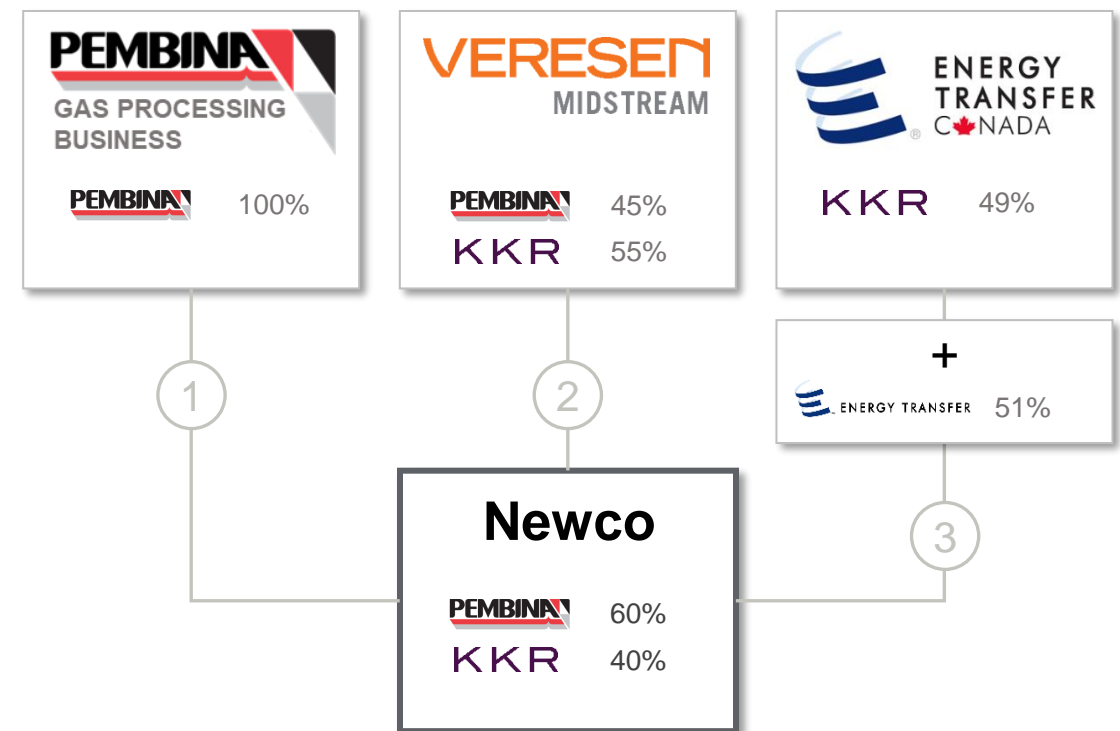 PEMBINA
GAS PROCESSING
BUSINESS
PEMBINA 100%
VERESEN
MIDSTREAM
PEMBINA 45%
KKR 55%
ENERGY
TRANSFER
CANADA
®
KKR 49%
+
ENERGY TRANSFER 51%
1
2
3
Newco
PEMBINA 60%
KKR 40%